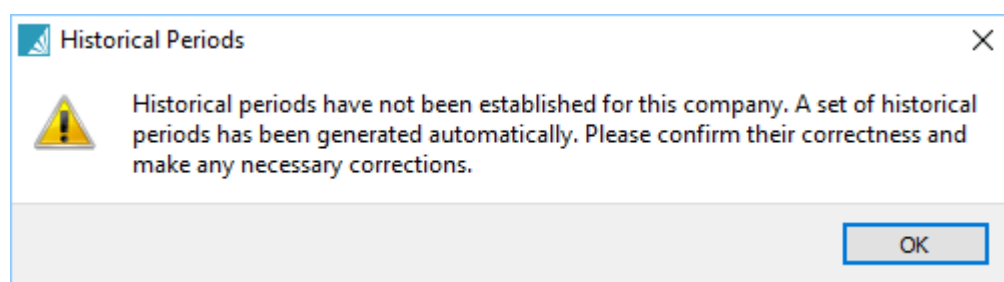 Historical Periods
Historical periods have not been established for this company. A set of historical
periods has been generated automatically. Please confirm their correctness and
make any necessary corrections.
OK